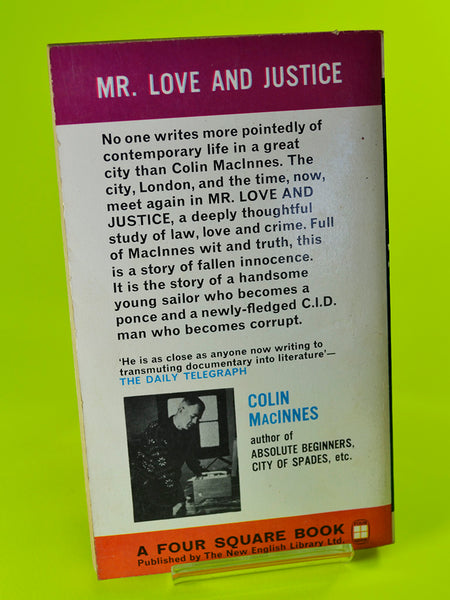 MR. LOVE AND JUSTICE
No one writes more pointedly of
contemporary life in a great
city than Colin MacInnes. The
city, London, and the time, now,
meet again in MR. LOVE AND
JUSTICE, a deeply thoughtful
study of law, love and crime. Full
of MacInnes wit and truth, this
is a story of fallen innocence.
It is the story of a handsome
young sailor who becomes a
ponce and a newly-fledged C.I.D.
man who becomes corrupt.
'He is as close as anyone now writing to
transmuting documentary into literature'—
THE DAILY TELEGRAPH
COLIN
MACINNES
author of
ABSOLUTE BEGINNERS,
CITY OF SPADES, etc.
A FOUR SQUARE BOOK
Published by The New English Library Ltd.